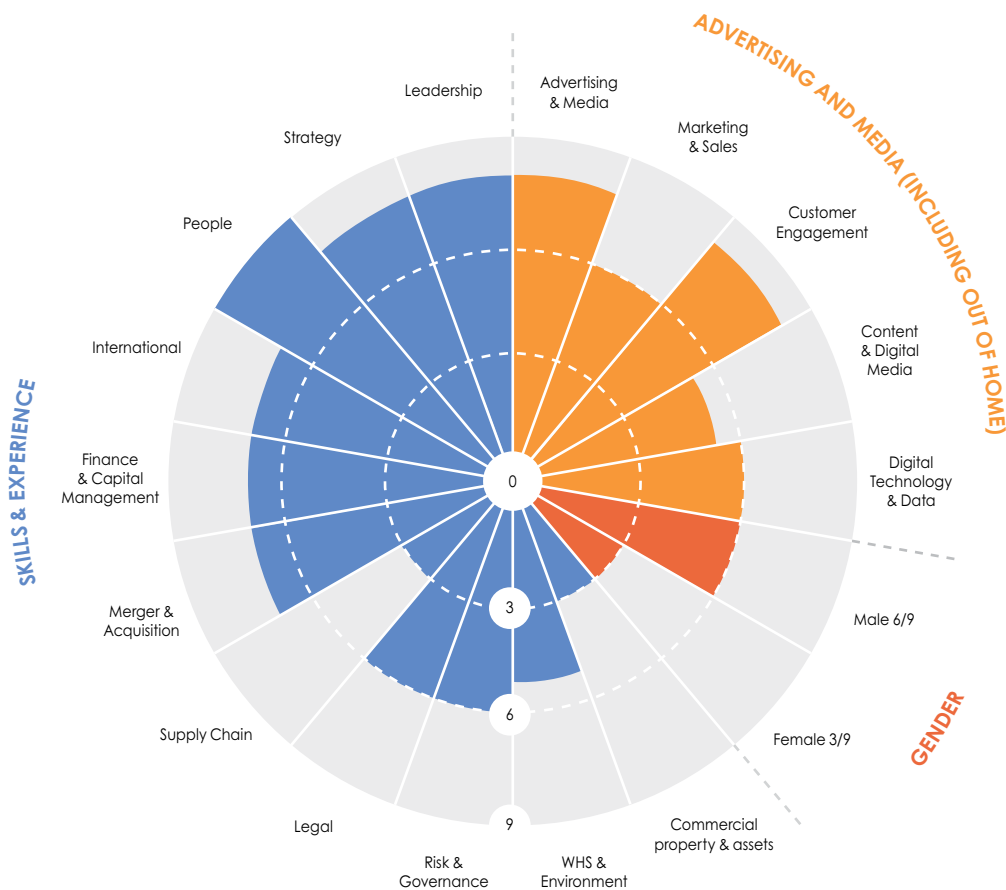 ADVERTISING AND MEDIA (INCLUDING OUT OF HOME)
Leadership
Advertising
& Media
Strategy
Marketing
& Sales
People
Customer
Engagement
International
Content
& Digital
Media
SKILLS & EXPERIENCE
Finance
& Capital
Management
Digital
Technology
& Data
0
Merger &
Acquisition
3
Male 6/9
Supply Chain
6
Female 3/9
GENDER
Legal
9
Commercial
property & assets
Risk &
Governance
WHS &
Environment